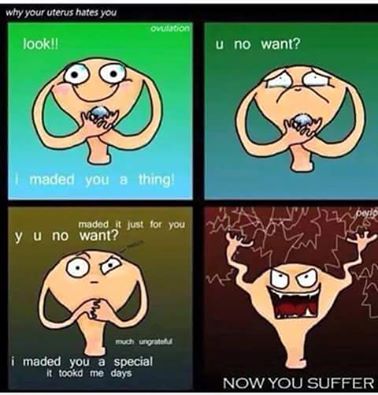 why your uterus hates you
ovulation
look!!
i maded you a thing!
u no want?
maded it just for you
y u no want?
much ungrateful
i maded you a special
it tookd me days
NOW YOU SUFFER